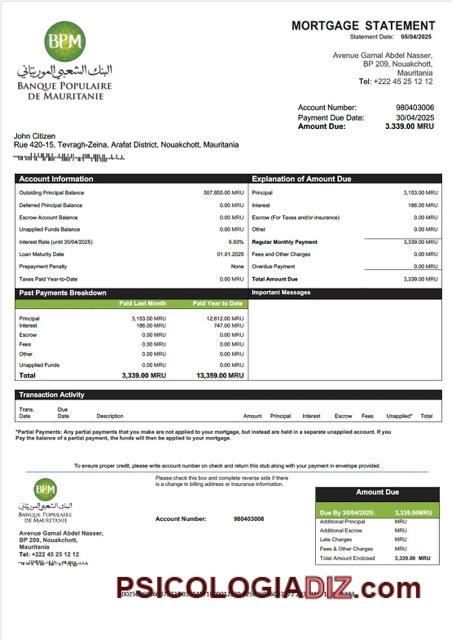 MORTGAGE STATEMENT
Statement Date: 05/04/2025
BPM
البنك الشعبي الموريتاني
BANQUE POPULAIRE
DE MAURITANIE
Avenue Gamal Abdel Nasser,
BP 209, Nouakchott,
Mauritania
Tel: +222 45 25 12 12
Account Number: 980403006
Payment Due Date: 30/04/2025
Amount Due: 3.339.00 MRU
John Citizen
Rue 420-15, Tevragh-Zeina, Arafat District, Nouakchott, Mauritania
Account Information
Outsiding Principal Balance 507,855.00 MRU
Deferred Principal Balance 0.00 MRU
Escrow Account Balance 0.00 MRU
Unapplied Funds Balance 0.00 MRU
Interest Rate (until 30/04/2025) 5.93%
Loan Maturity Date 01.01.2025
Prepayment Penalty None
Taxes Paid Year-to-Date 0.00 MRU
Explanation of Amount Due
Principal 3,153.00 MRU
Interest 186.00 MRU
Escrow (For Taxes and/or insurance) 0.00 MRU
Other 0.00 MRU
Regular Monthly Payment 3,339.00 MRU
Fees and Other Charges 0.00 MRU
Overdue Payment 0.00 MRU
Total Amount Due 3,339.00 MRU
Past Payments Breakdown
Paid Last Month Paid Year to Date
Principal 3,153.00 MRU 12,612.00 MRU
Interest 186.00 MRU 747.00 MRU
Escrow 0.00 MRU 0.00 MRU
Fees 0.00 MRU 0.00 MRU
Other 0.00 MRU 0.00 MRU
Unapplied Funds 0.00 MRU 0.00 MRU
Total 3,339.00 MRU 13,359.00 MRU
Important Messages
Transaction Activity
Trans. Date Due Date Description Amount Principal Interest Escrow Fees Unapplied* Total
*Partial Payments: Any partial payments that you make are not applied to your mortgage, but instead are held in a separate unapplied account. If you
Pay the balance of a partial payment, the funds will then be applied to your mortgage.
To ensure proper credit, please write account number on check and return this stub along with your payment in envelope provided.
BPM
البنك الشعبي الموريتاني
BANQUE POPULAIRE
DE MAURITANIE
Avenue Gamal Abdel Nasser,
BP 209, Nouakchott,
Mauritania
Tel: +222 45 25 12 12
Please check this box and complete reverse side if there
is a change in billing address or insurance information.
Account Number: 980403006
Amount Due
Due By 30/04/2025: 3,339.00MRU
Additional Principal MRU
Additional Escrow MRU
Late Charges MRU
Fees & Other Charges MRU
Total Amount Enclosed 3,339.00 MRU
PSICOLOGIADIZ.com